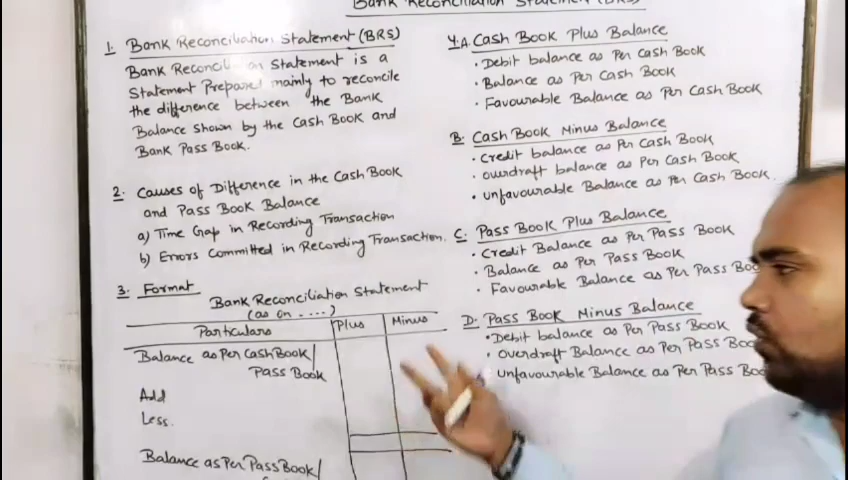 Bank Reconciliation Statement (BRS)
1. Bank Reconciliation Statement (BRS)
Bank Reconciliation Statement is a
Statement Prepared mainly to reconcile
the difference between the Bank
Balance shown by the Cash Book and
Bank Pass Book.
2. Causes of Difference in the Cash Book
and Pass Book Balance
a) Time Gap in Recording Transaction
b) Errors Committed in Recording Transaction.
3. Format
Bank Reconciliation Statement
(as on ....)
Particulars Plus Minus
Balance as Per Cash Book/
Pass Book
Add
Less.
Balance as Per Pass Book/
4.A. Cash Book Plus Balance
• Debit balance as Per Cash Book
• Balance as Per Cash Book
• Favourable Balance as Per Cash Book
B. Cash Book Minus Balance
• Credit balance as Per Cash Book
• overdraft balance as Per Cash Book
• unfavourable Balance as Per Cash Book.
C. Pass Book Plus Balance
• Credit Balance as Per Pass Book
• Balance as Per Pass Book
• Favourable Balance as Per Pass Boo
D. Pass Book Minus Balance
• Debit balance as Per Pass Book
• Overdraft Balance as Per Pass Boo
• Unfavourable Balance as Per Pass Boo